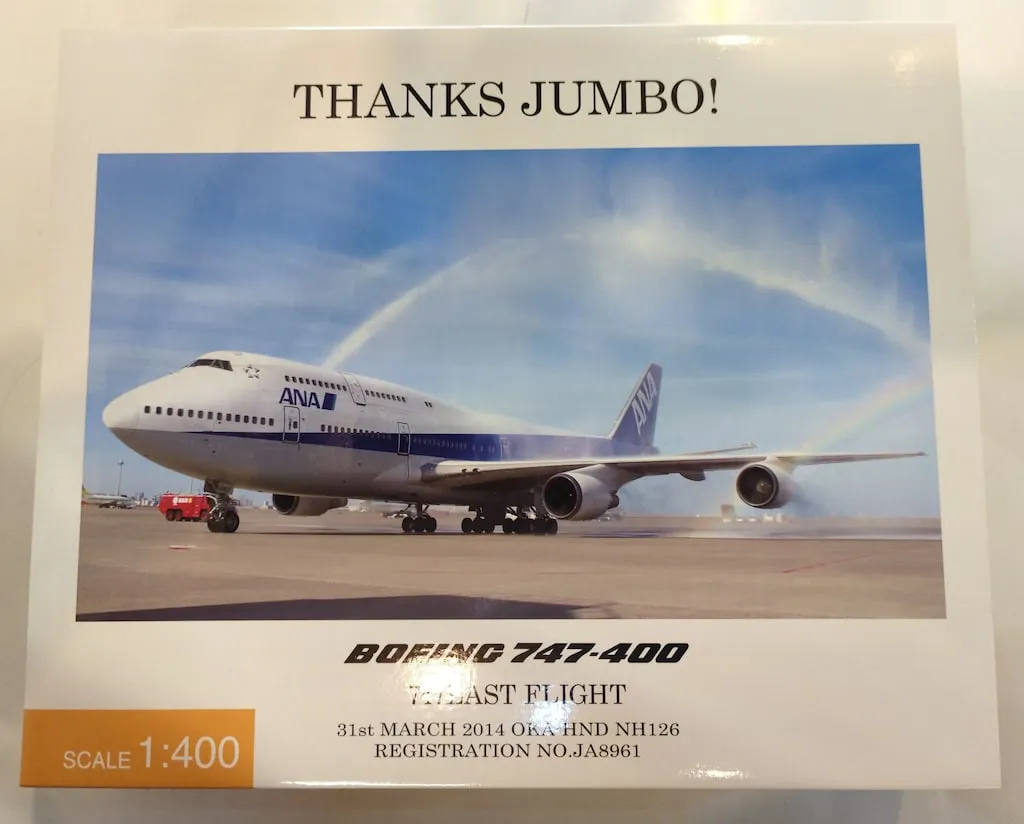 THANKS JUMBO!
ANA
ANA
BOEING 747-400
LAST FLIGHT
31st MARCH 2014 OKA-HND NH126
REGISTRATION NO.JA8961
SCALE 1:400